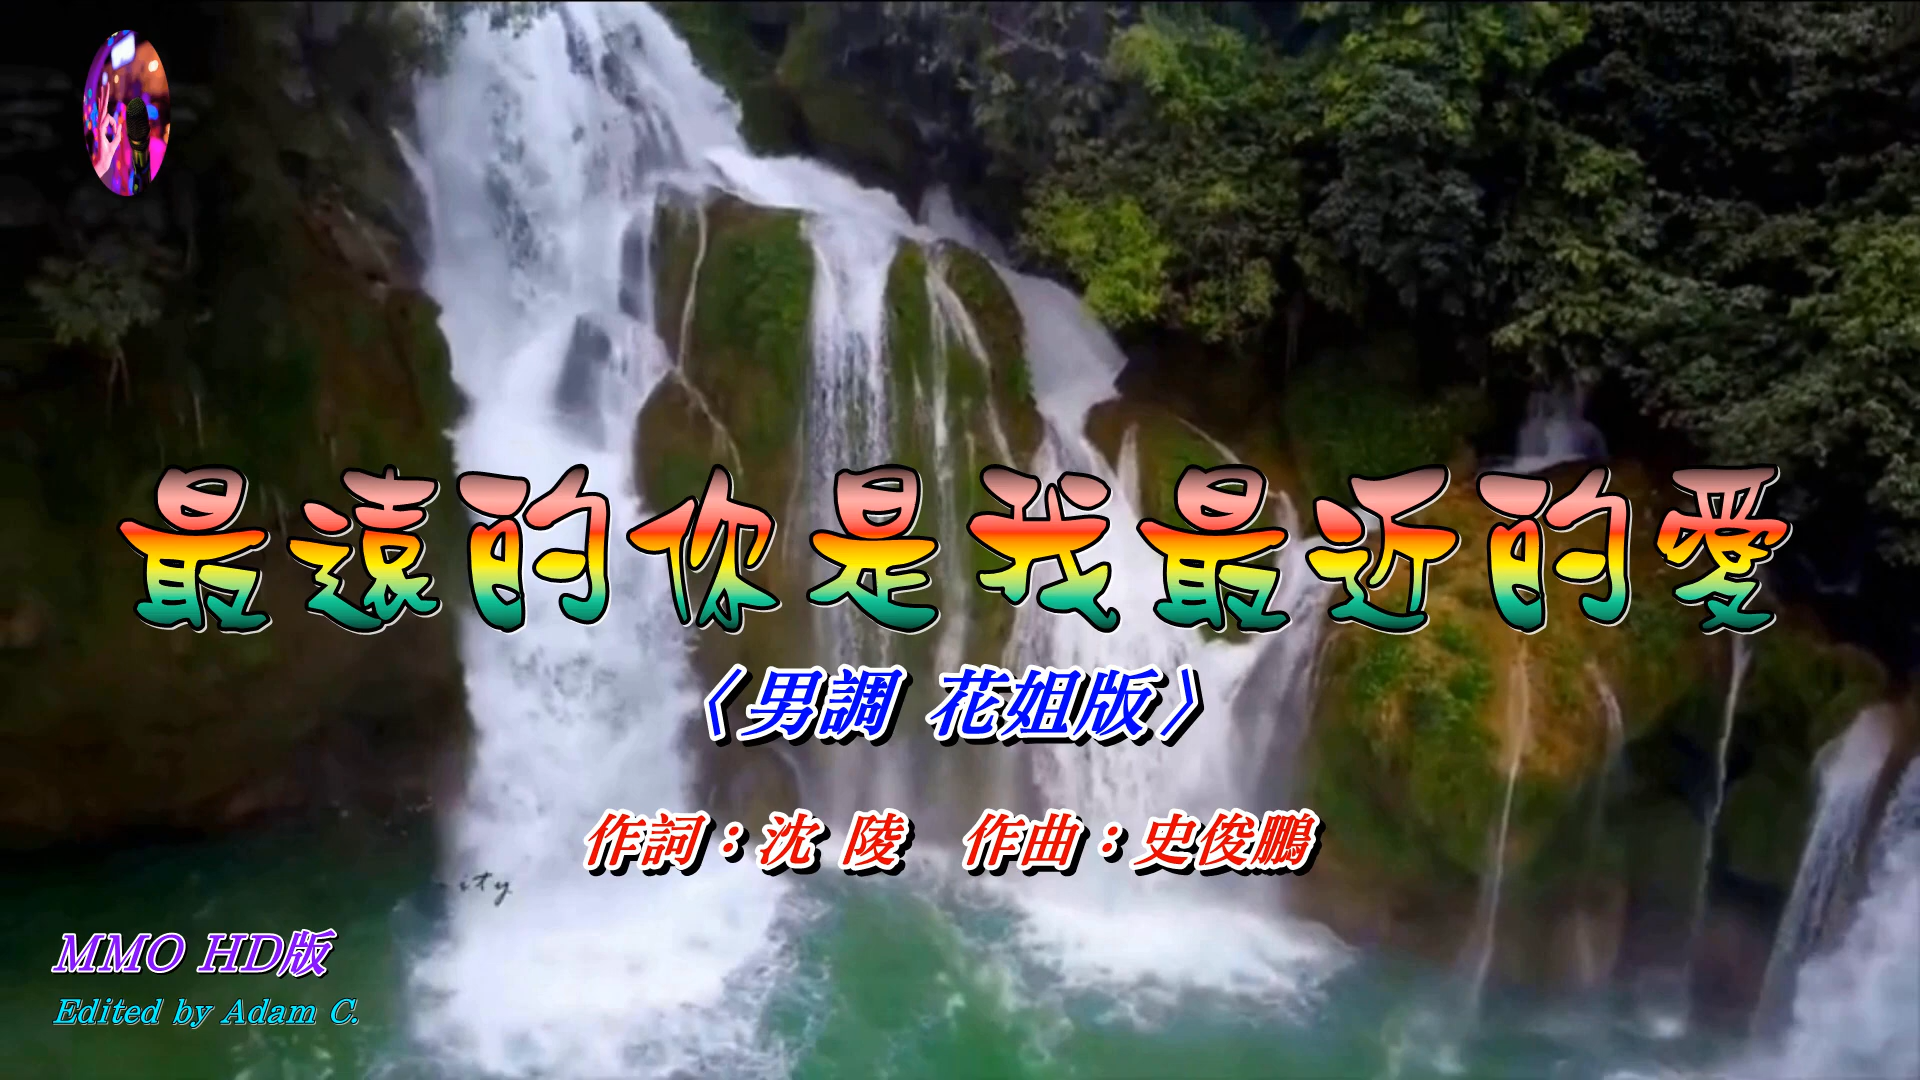 最遠的你是我最近的愛
〈男調 花姐版〉
作詞：沈 陵 作曲：史俊鵬
ity
MMO HD版
Edited by Adam C.